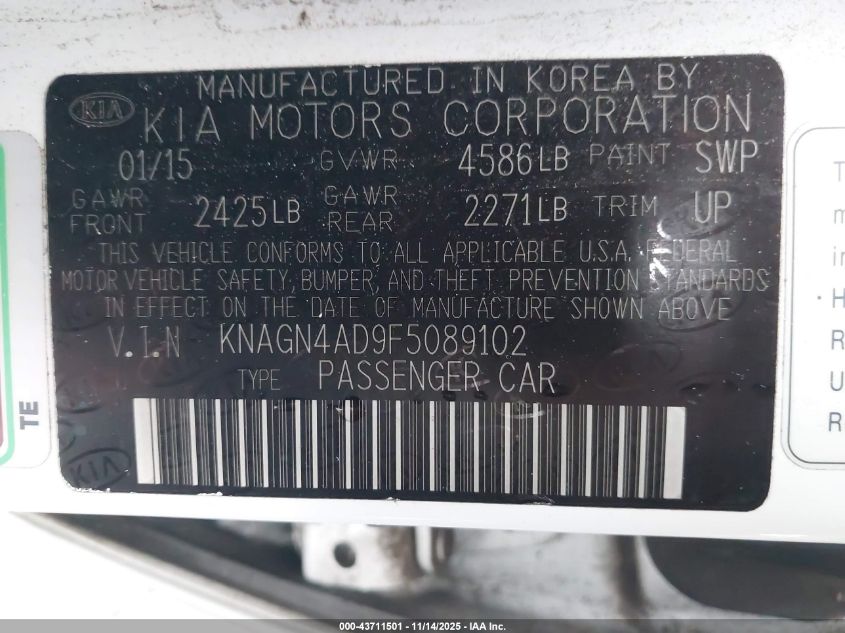 MANUFACTURED IN KOREA BY
KIA
KIA MOTORS CORPORATION
01/15 GVWR 4586LB PAINT SWP
GAWR FRONT 2425LB GAWR REAR 2271LB TRIM UP
THIS VEHICLE CONFORMS TO ALL APPLICABLE U.S.A. FEDERAL
MOTOR VEHICLE SAFETY, BUMPER, AND THEFT PREVENTION STANDARDS
IN EFFECT ON THE DATE OF MANUFACTURE SHOWN ABOVE
V.I.N KNAGN4AD9F5089102
TYPE PASSENGER CAR
KIA
TE
T
m
in
· H
R
U
R
000-43711501 - 11/14/2025 - IAA Inc.